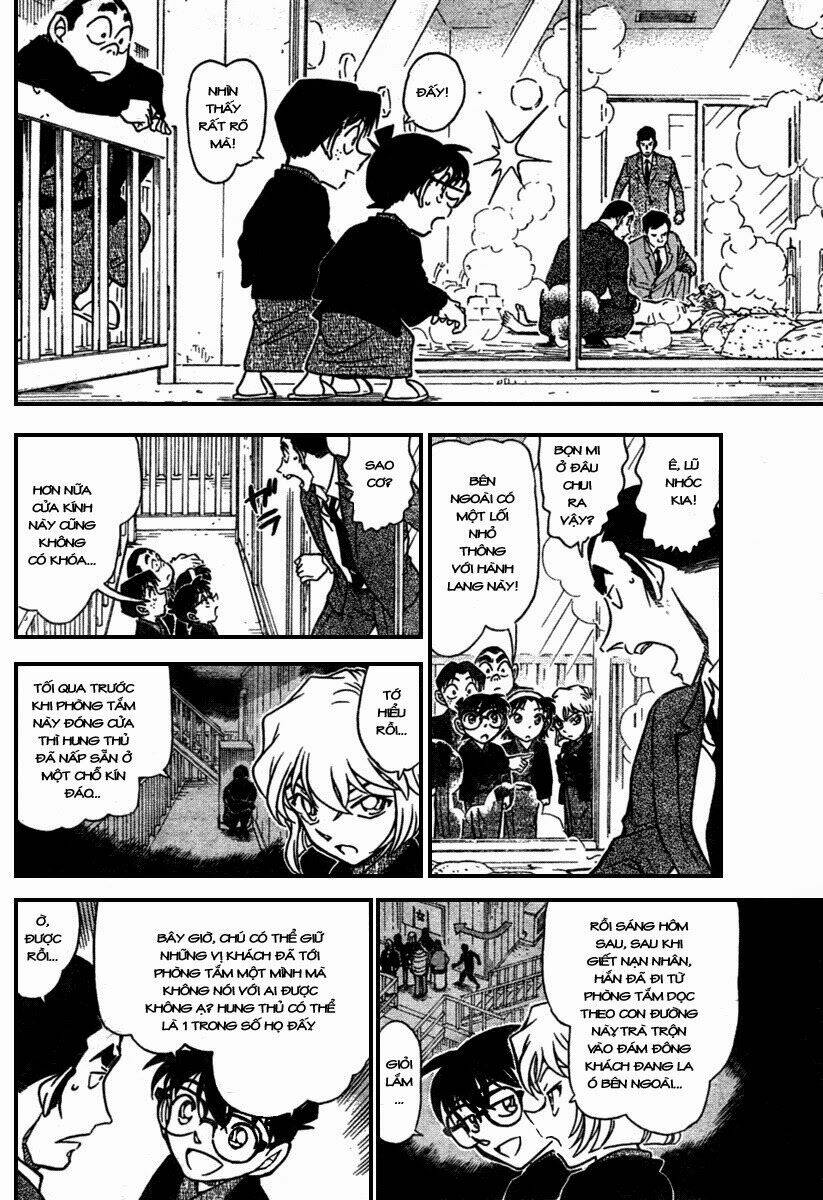 ĐẤY!
NHÌN
THẤY
RẤT RÕ
MÀ!
Ê, LŨ
NHÓC
KIA!
BỌN MI
Ở ĐÂU
CHUI
RA
VẬY?
BÊN
NGOÀI CÓ
MỘT LỐI
NHỎ
THÔNG
VỚI HÀNH
LANG NÀY!
SAO
CƠ?
HƠN NỮA
CỬA KÍNH
NÀY CŨNG
KHÔNG
CÓ KHÓA...
TỚ
HIỂU
RỒI...
TỐI QUA TRƯỚC
KHI PHÒNG TẮM
NÀY ĐÓNG CỬA
THÌ HUNG THỦ
ĐÃ NẤP SẴN Ở
MỘT CHỖ KÍN
ĐÁO...
RỒI SÁNG HÔM
SAU, SAU KHI
GIẾT NẠN NHÂN,
HẮN ĐÃ ĐI TỪ
PHÒNG TẮM DỌC
THEO CON ĐƯỜNG
NÀY TRÀ TRỘN
VÀO ĐÁM ĐÔNG
KHÁCH ĐANG LA
Ó BÊN NGOÀI...
GIỎI
LẮM
...
BÂY GIỜ, CHÚ CÓ THỂ GIỮ
NHỮNG VỊ KHÁCH ĐÃ TỚI
PHÒNG TẮM MỘT MÌNH MÀ
KHÔNG NÓI VỚI AI ĐƯỢC
KHÔNG Ạ? HUNG THỦ CÓ THỂ
LÀ 1 TRONG SỐ HỌ ĐẤY
Ờ,
ĐƯỢC
RỒI...